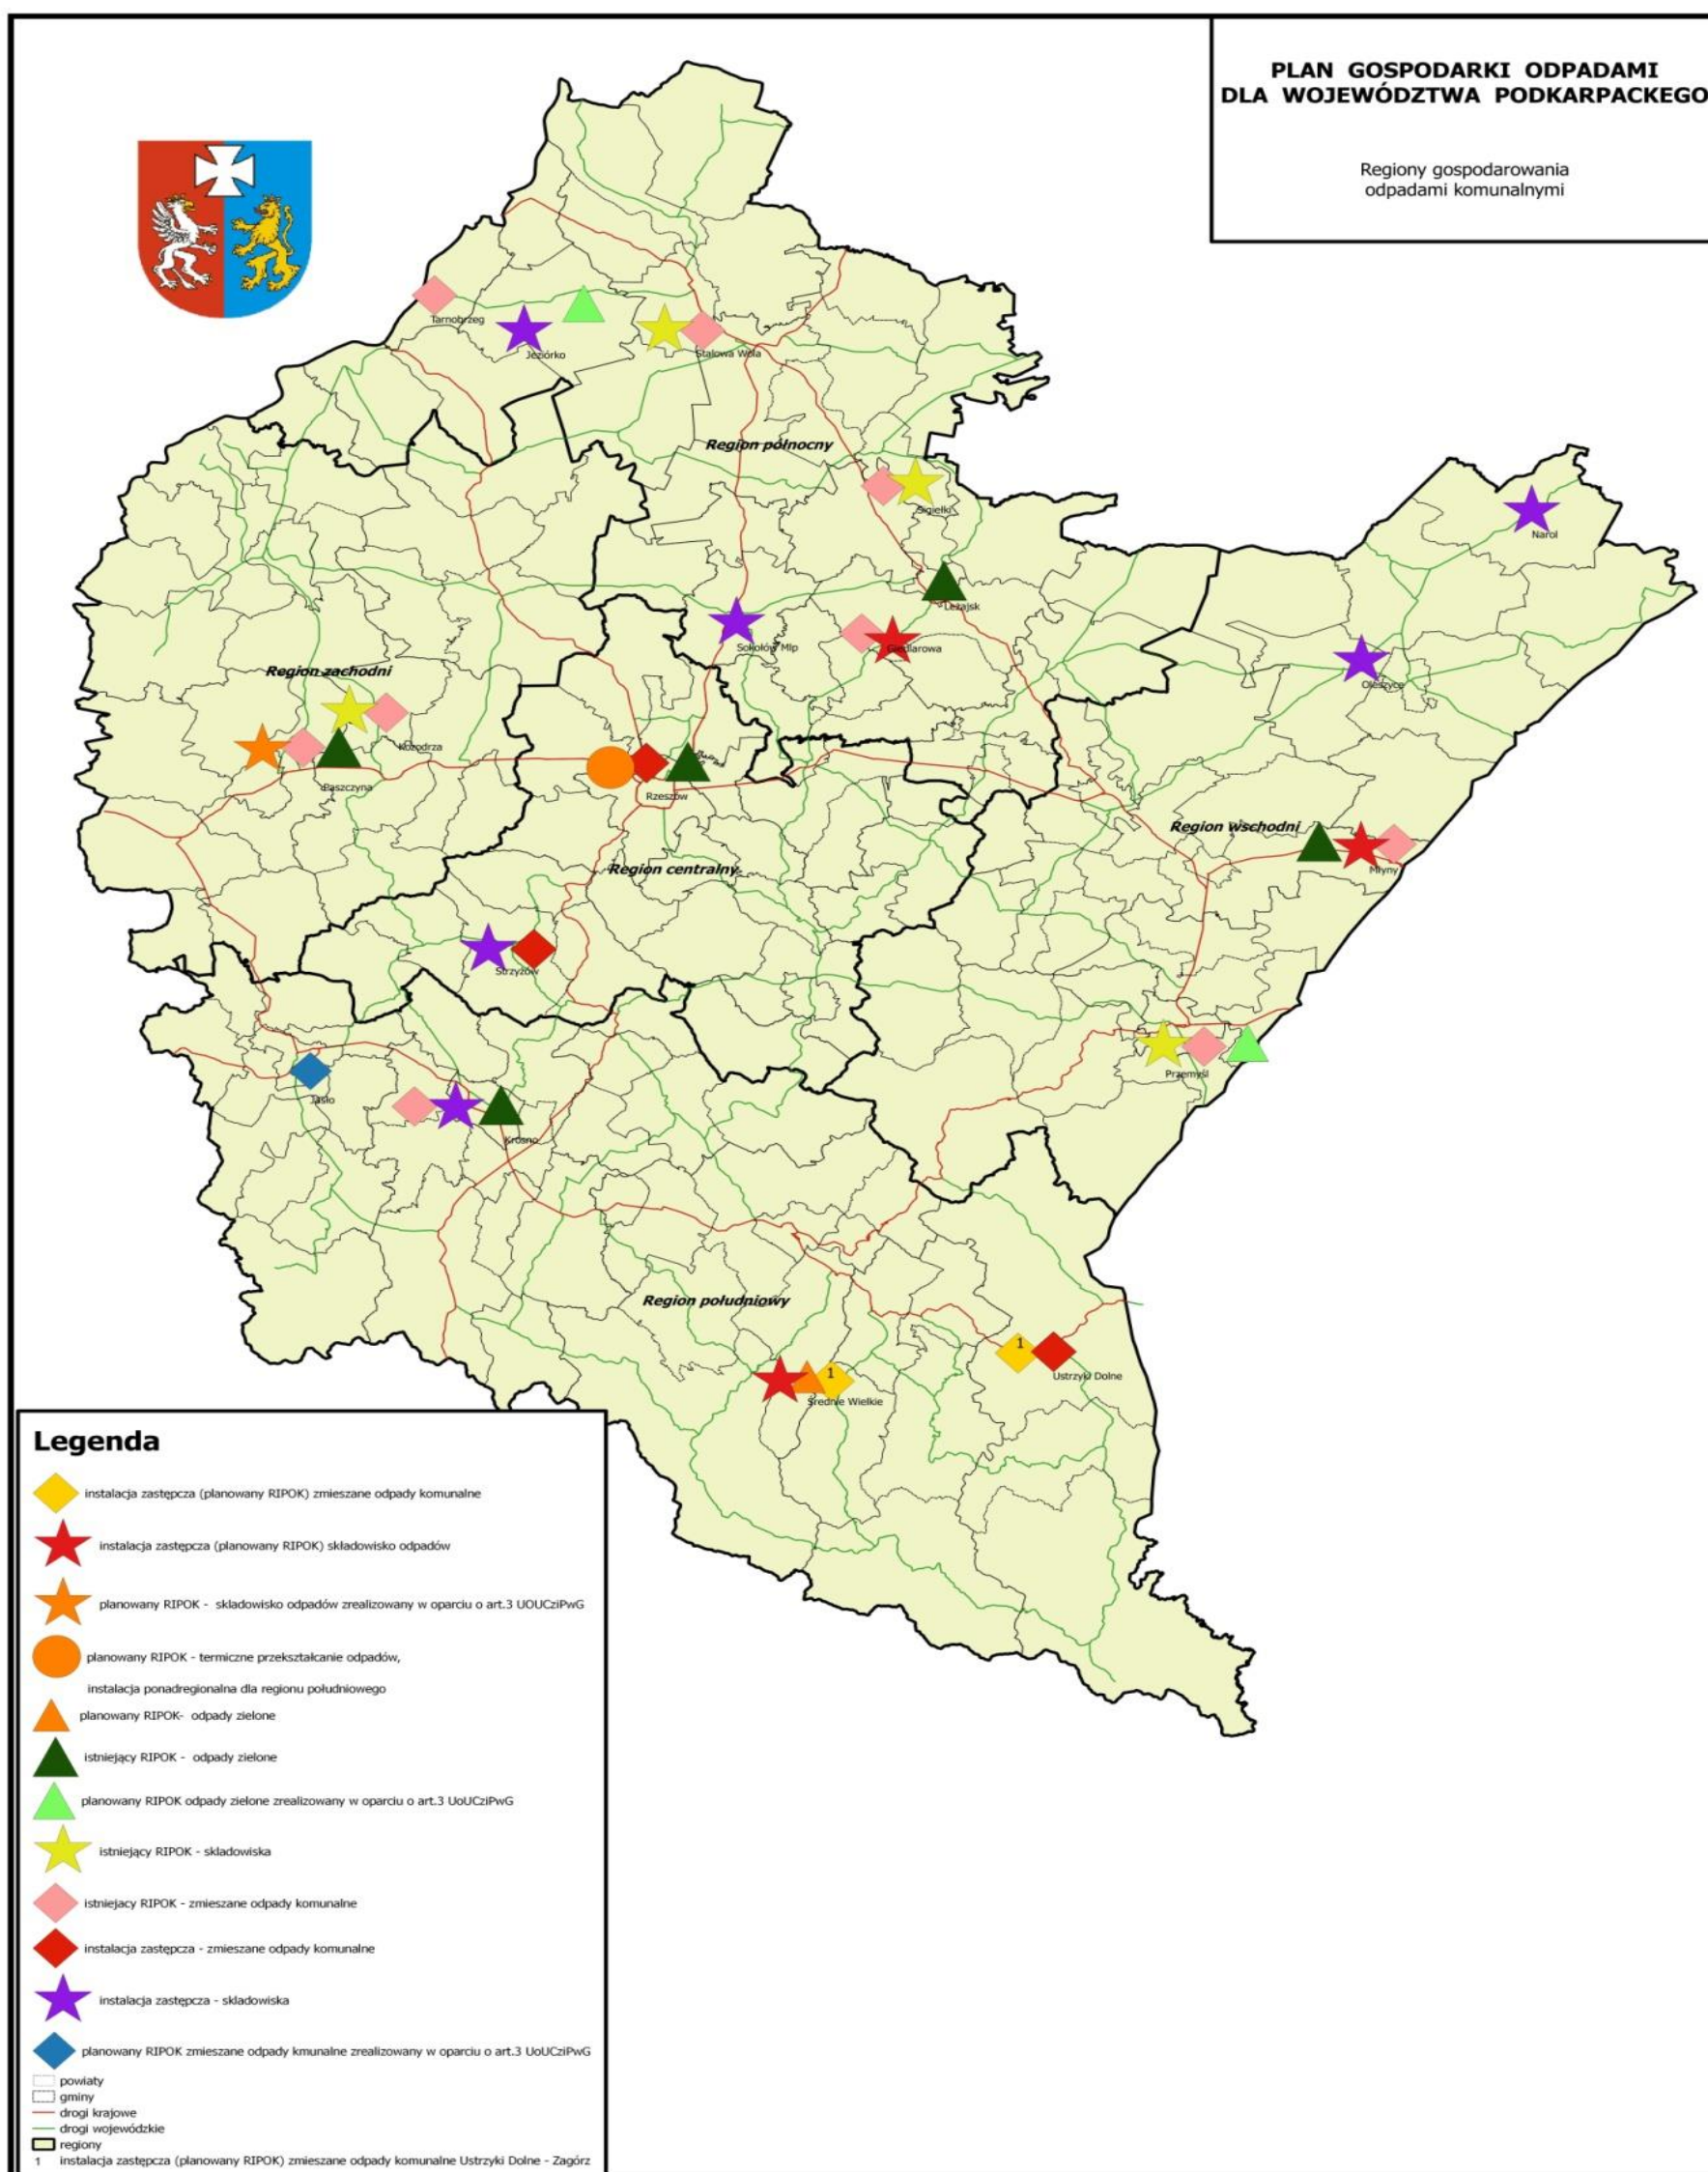 PLAN GOSPODARKI ODPADAMI
DLA WOJEWÓDZTWA PODKARPACKEGO
Regiony gospodarowania
odpadami komunalnymi
Tarnobrzeg
Jeziórko
Stalowa Wola
Region północny
Sigiełki
Narol
Leżajsk
Sokołów Mlp
Giedlarowa
Region zachodni
Oleszyce
Kozodrza
Paszczyna
Rzeszów
Region wschodni
Młyny
Region centralny
Strzyżów
Przemyśl
Jasło
Krosno
Region południowy
Ustrzyki Dolne
1
1
Średnie Wielkie
Legenda
instalacja zastępcza (planowany RIPOK) zmieszane odpady komunalne
instalacja zastępcza (planowany RIPOK) składowisko odpadów
planowany RIPOK - skladowisko odpadów zrealizowany w oparciu o art.3 UOUCziPwG
planowany RIPOK - termiczne przekształcanie odpadów,
instalacja ponadregionalna dla regionu południowego
planowany RIPOK- odpady zielone
istniejący RIPOK - odpady zielone
planowany RIPOK odpady zielone zrealizowany w oparciu o art.3 UoUCziPwG
istniejący RIPOK - skladowiska
istniejacy RIPOK - zmieszane odpady komunalne
instalacja zastępcza - zmieszane odpady komunalne
instalacja zastępcza - skladowiska
planowany RIPOK zmieszane odpady kmunalne zrealizowany w oparciu o art.3 UoUCziPwG
powiaty
gminy
drogi krajowe
drogi wojewódzkie
regiony
1 instalacja zastępcza (planowany RIPOK) zmieszane odpady komunalne Ustrzyki Dolne - Zagórz